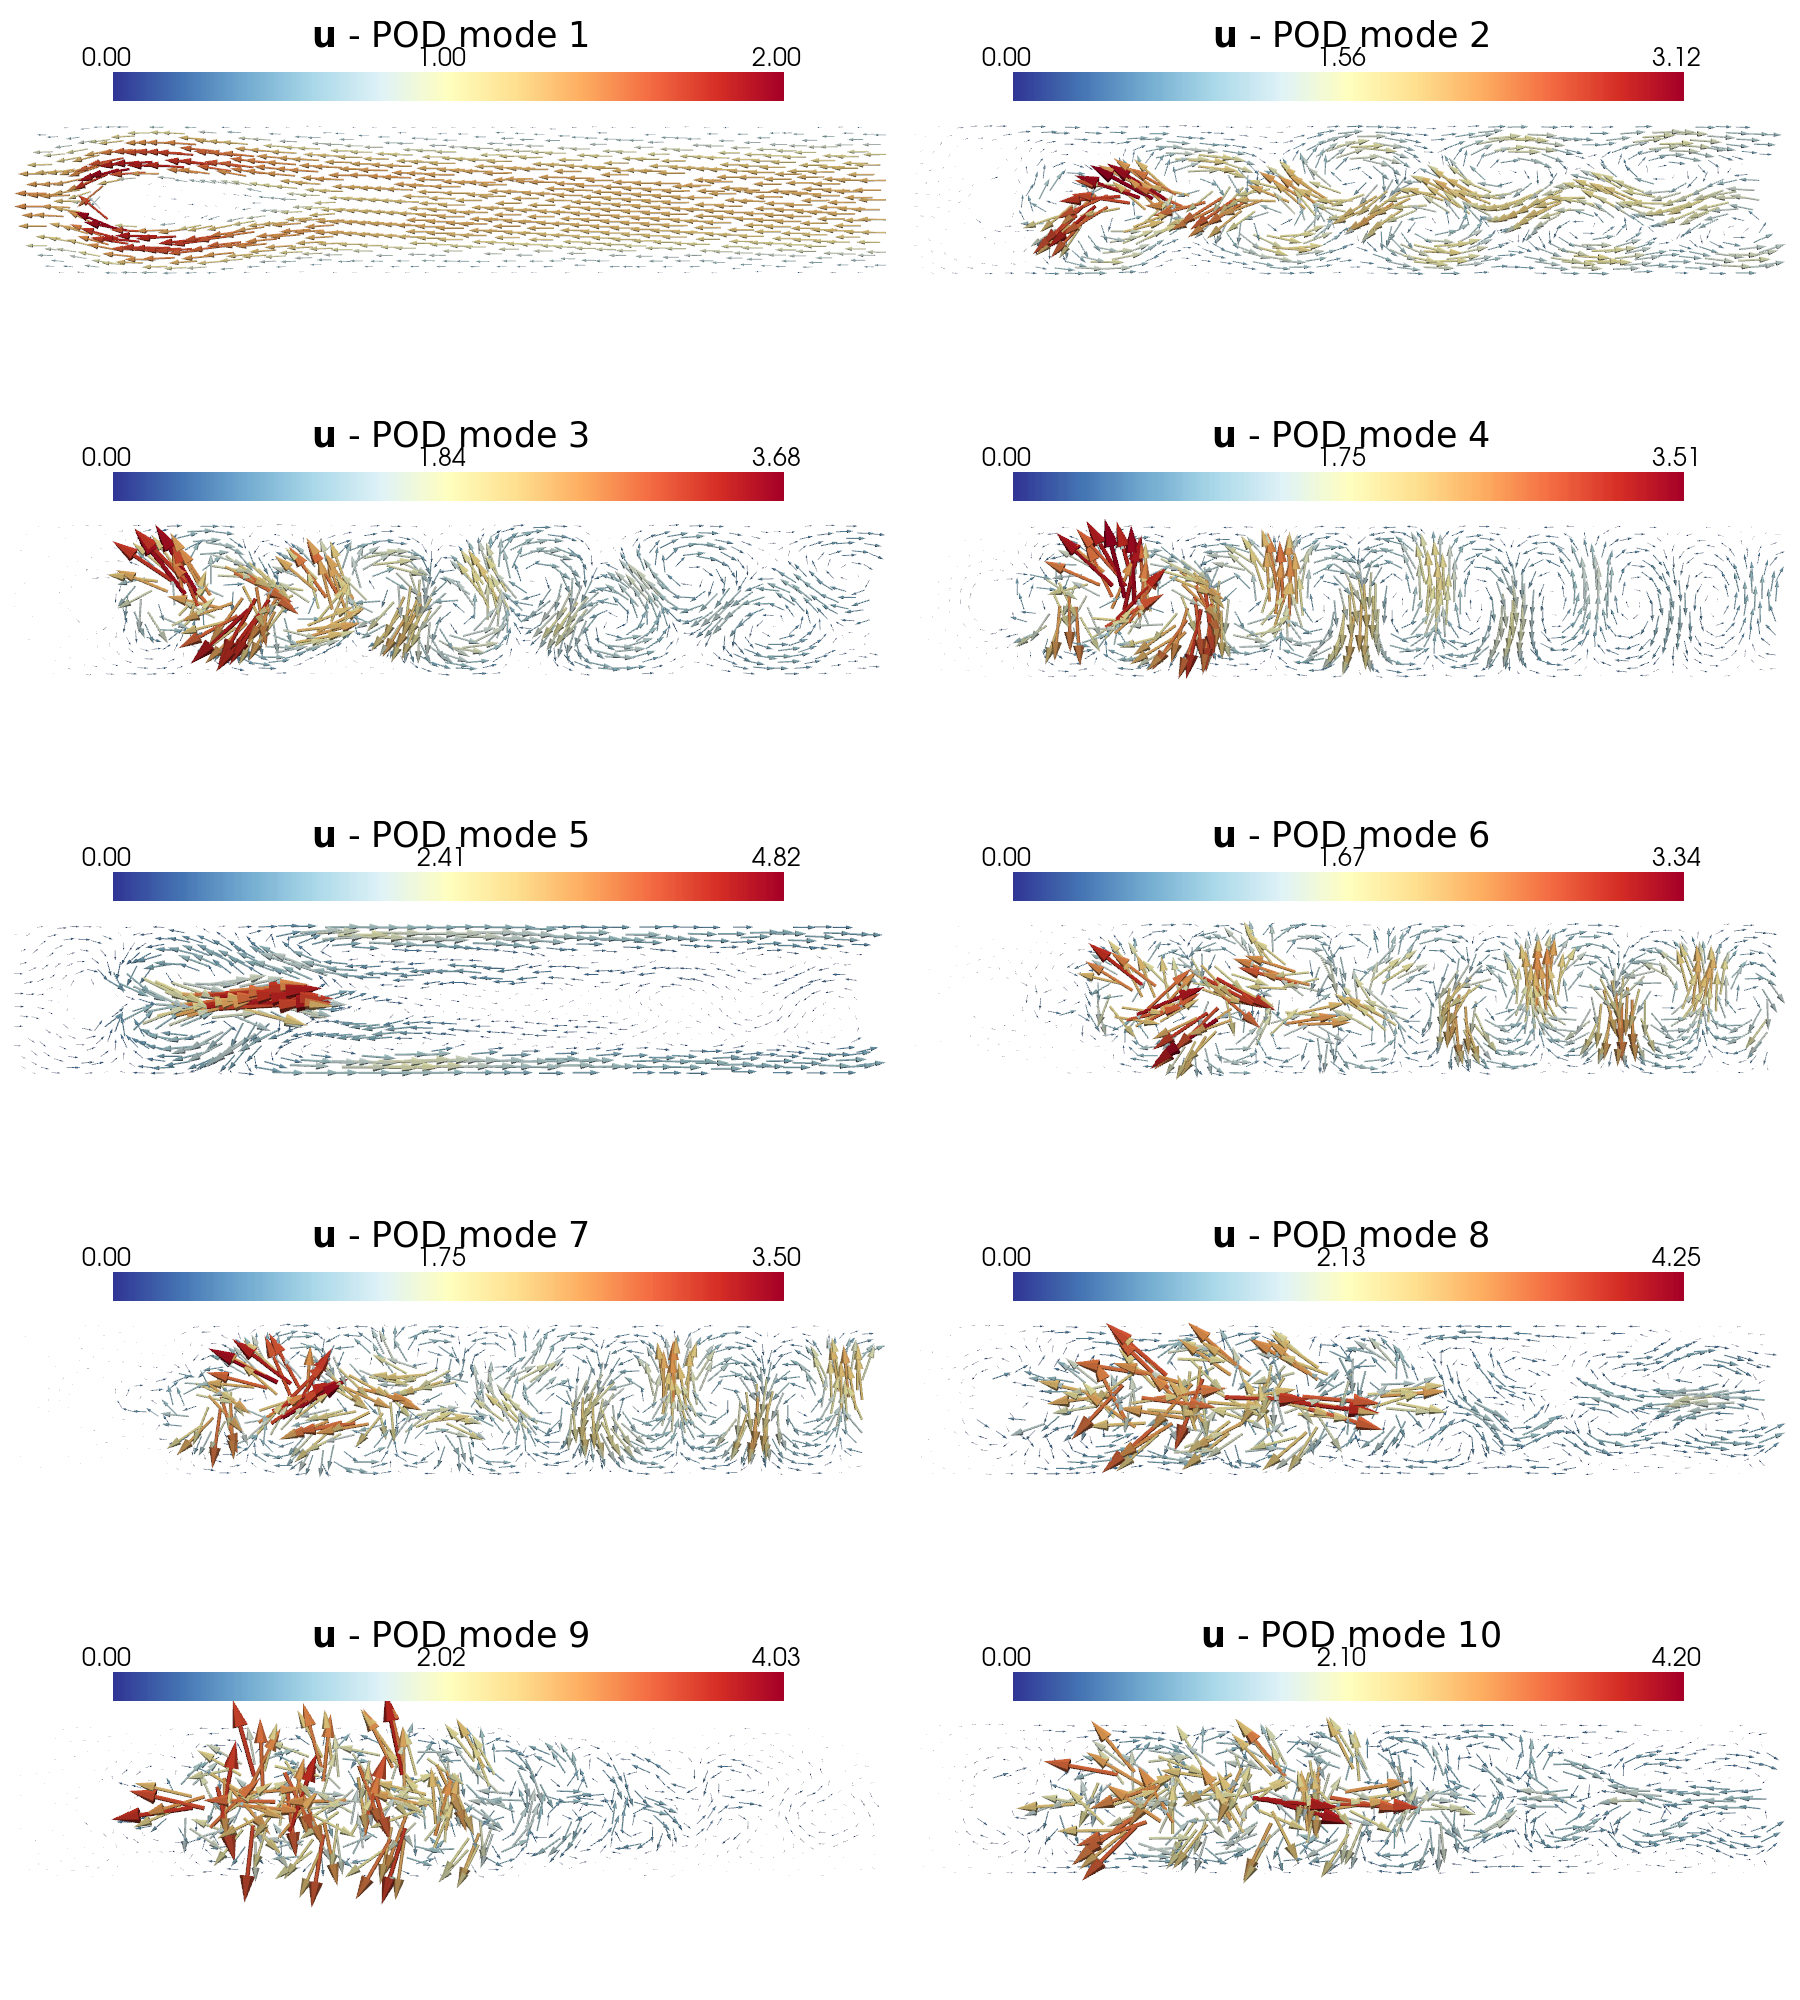 u - POD mode 1
0.00 1.00 2.00
u - POD mode 2
0.00 1.56 3.12
u - POD mode 3
0.00 1.84 3.68
u - POD mode 4
0.00 1.75 3.51
u - POD mode 5
0.00 2.41 4.82
u - POD mode 6
0.00 1.67 3.34
u - POD mode 7
0.00 1.75 3.50
u - POD mode 8
0.00 2.13 4.25
u - POD mode 9
0.00 2.02 4.03
u - POD mode 10
0.00 2.10 4.20